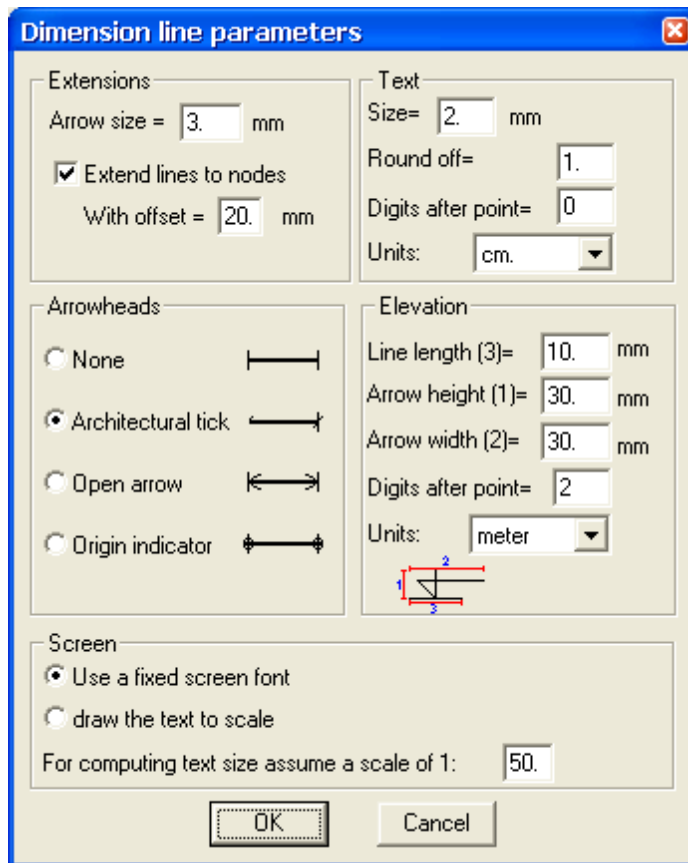 Dimension line parameters
Extensions
Arrow size = 3. mm
Extend lines to nodes
With offset = 20. mm
Text
Size= 2. mm
Round off= 1.
Digits after point= 0
Units: cm.
Arrowheads
None
Architectural tick
Open arrow
Origin indicator
Elevation
Line length (3)= 10. mm
Arrow height (1)= 30. mm
Arrow width (2)= 30. mm
Digits after point= 2
Units: meter
2
1
3
Screen
Use a fixed screen font
draw the text to scale
For computing text size assume a scale of 1: 50.
OK Cancel